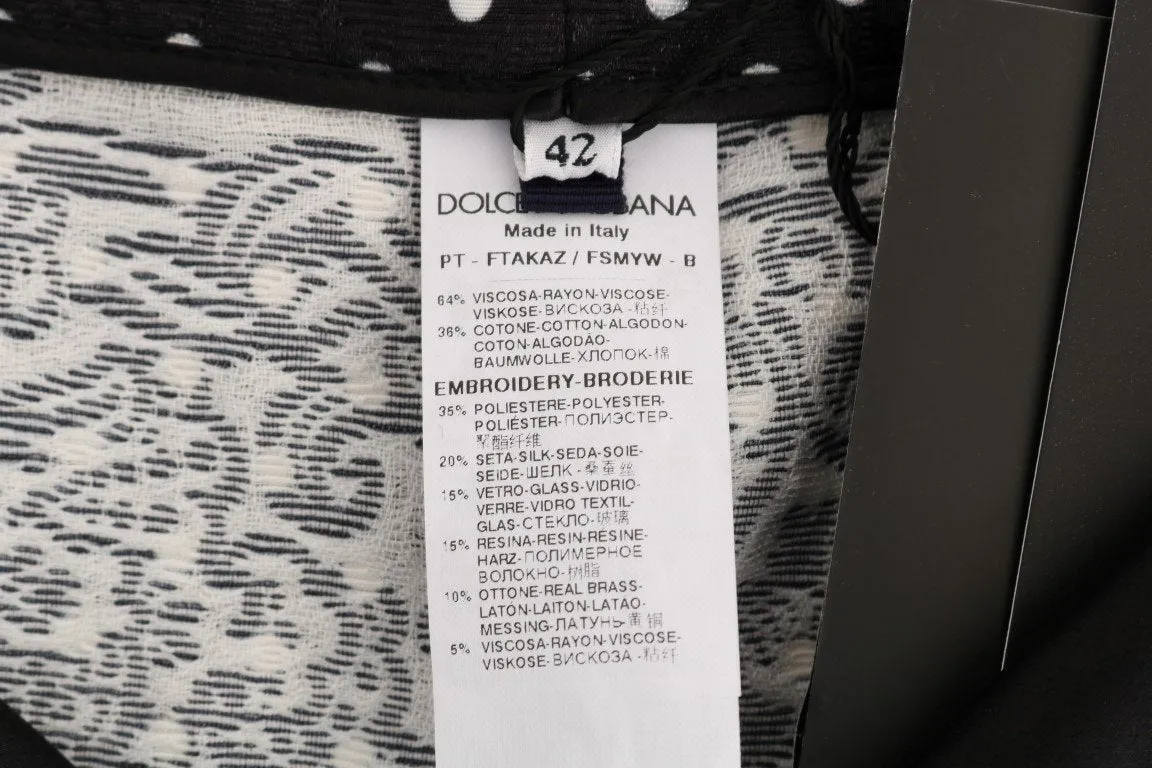 42
DOLCE BANA
Made in Italy
PT - FTAKAZ / FSMYW - B
64% VISCOSA-RAYON-VISCOSE-
VISKOSE-ВИСКОЗА -粘纤
36% COTONE-COTTON-ALGODON-
COTON-ALGODÃO-
BAUMWOLLE-ХЛОПОК-棉
EMBROIDERY-BRODERIE
35% POLIESTERE-POLYESTER-
POLIÉSTER-ПОЛИЭСТЕР-
聚酯纤维
20% SETA-SILK-SEDA-SOIE-
SEIDE-ШЕЛК -桑蚕丝
15% VETRO-GLASS-VIDRIO-
VERRE-VIDRO TEXTIL-
GLAS-СТЕКЛО-玻璃
15% RESINA-RESIN-RÉSINE-
HARZ-ПОЛИМЕРНОЕ
ВОЛОКНО-树脂
10% OTTONE-REAL BRASS-
LATÓN-LAITON-LATAO-
MESSING-ЛАТУНЬ-黄铜
5% VISCOSA-RAYON-VISCOSE-
VISKOSE-ВИСКОЗА -粘纤